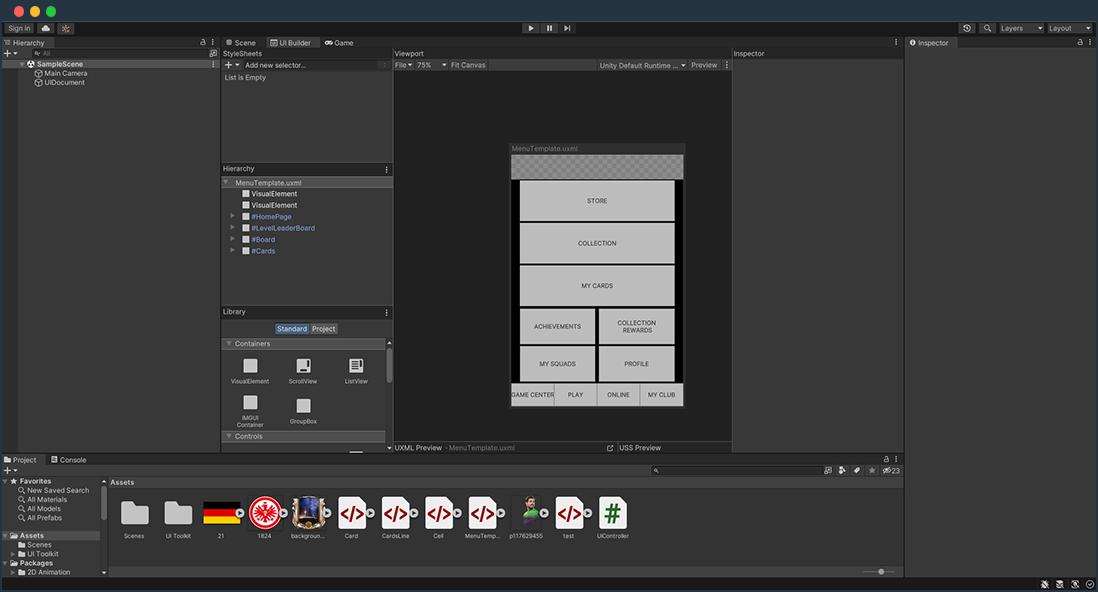 Sign in
Layers
Layout
Hierarchy
All
SampleScene
Main Camera
UIDocument
Scene
UI Builder
Game
StyleSheets
Add new selector...
List is Empty
Hierarchy
MenuTemplate.uxml
VisualElement
VisualElement
#HomePage
#LevelLeaderBoard
#Board
#Cards
Library
Standard
Project
Containers
VisualElement
ScrollView
ListView
IMGUI
Container
GroupBox
Controls
Viewport
File
75%
Fit Canvas
Unity Default Runtime ...
Preview
MenuTemplate.uxml
STORE
COLLECTION
MY CARDS
ACHIEVEMENTS
COLLECTION
REWARDS
MY SQUADS
PROFILE
GAME CENTER
PLAY
ONLINE
MY CLUB
UXML Preview - MenuTemplate.uxml
USS Preview
Inspector
Inspector
Project
Console
23
Favorites
New Saved Search
All Materials
All Models
All Prefabs
Assets
Scenes
UI Toolkit
Packages
2D Animation
Assets
Scenes
UI Toolkit
21
1824
backgroun...
Card
CardsLine
Cell
MenuTemp...
p117629455
test
UIController